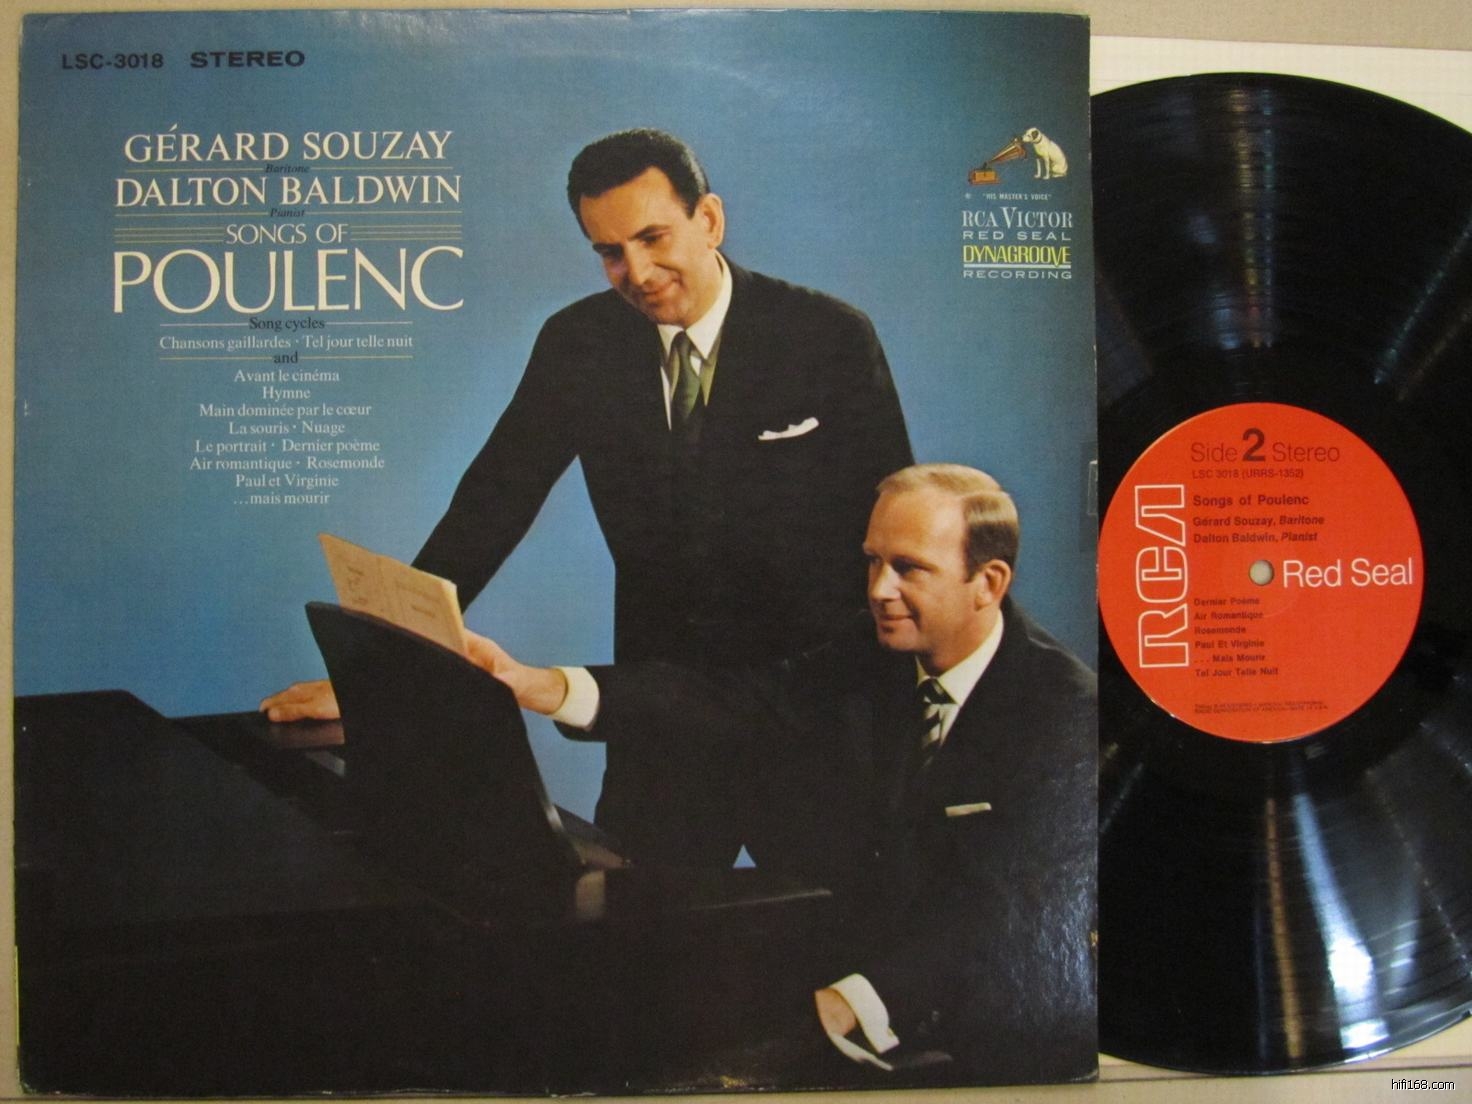 LSC-3018 STEREO
GÉRARD SOUZAY
Baritone
DALTON BALDWIN
Pianist
SONGS OF
POULENC
Song cycles
Chansons gaillardes · Tel jour telle nuit
and
Avant le cinéma
Hymne
Main dominée par le cœur
La souris · Nuage
Le portrait · Dernier poème
Air romantique · Rosemonde
Paul et Virginie
...mais mourir
"HIS MASTER'S VOICE"
RCA VICTOR
RED SEAL
DYNAGROOVE
RECORDING
Side 2 Stereo
LSC 3018 (URRS-1352)
Songs of Poulenc
Gérard Souzay, Baritone
Dalton Baldwin, Pianist
RCA
Red Seal
Dernier Poème
Air Romantique
Rosemonde
Paul Et Virginie
. . . Mais Mourir
Tel Jour Telle Nuit
hifi168.com